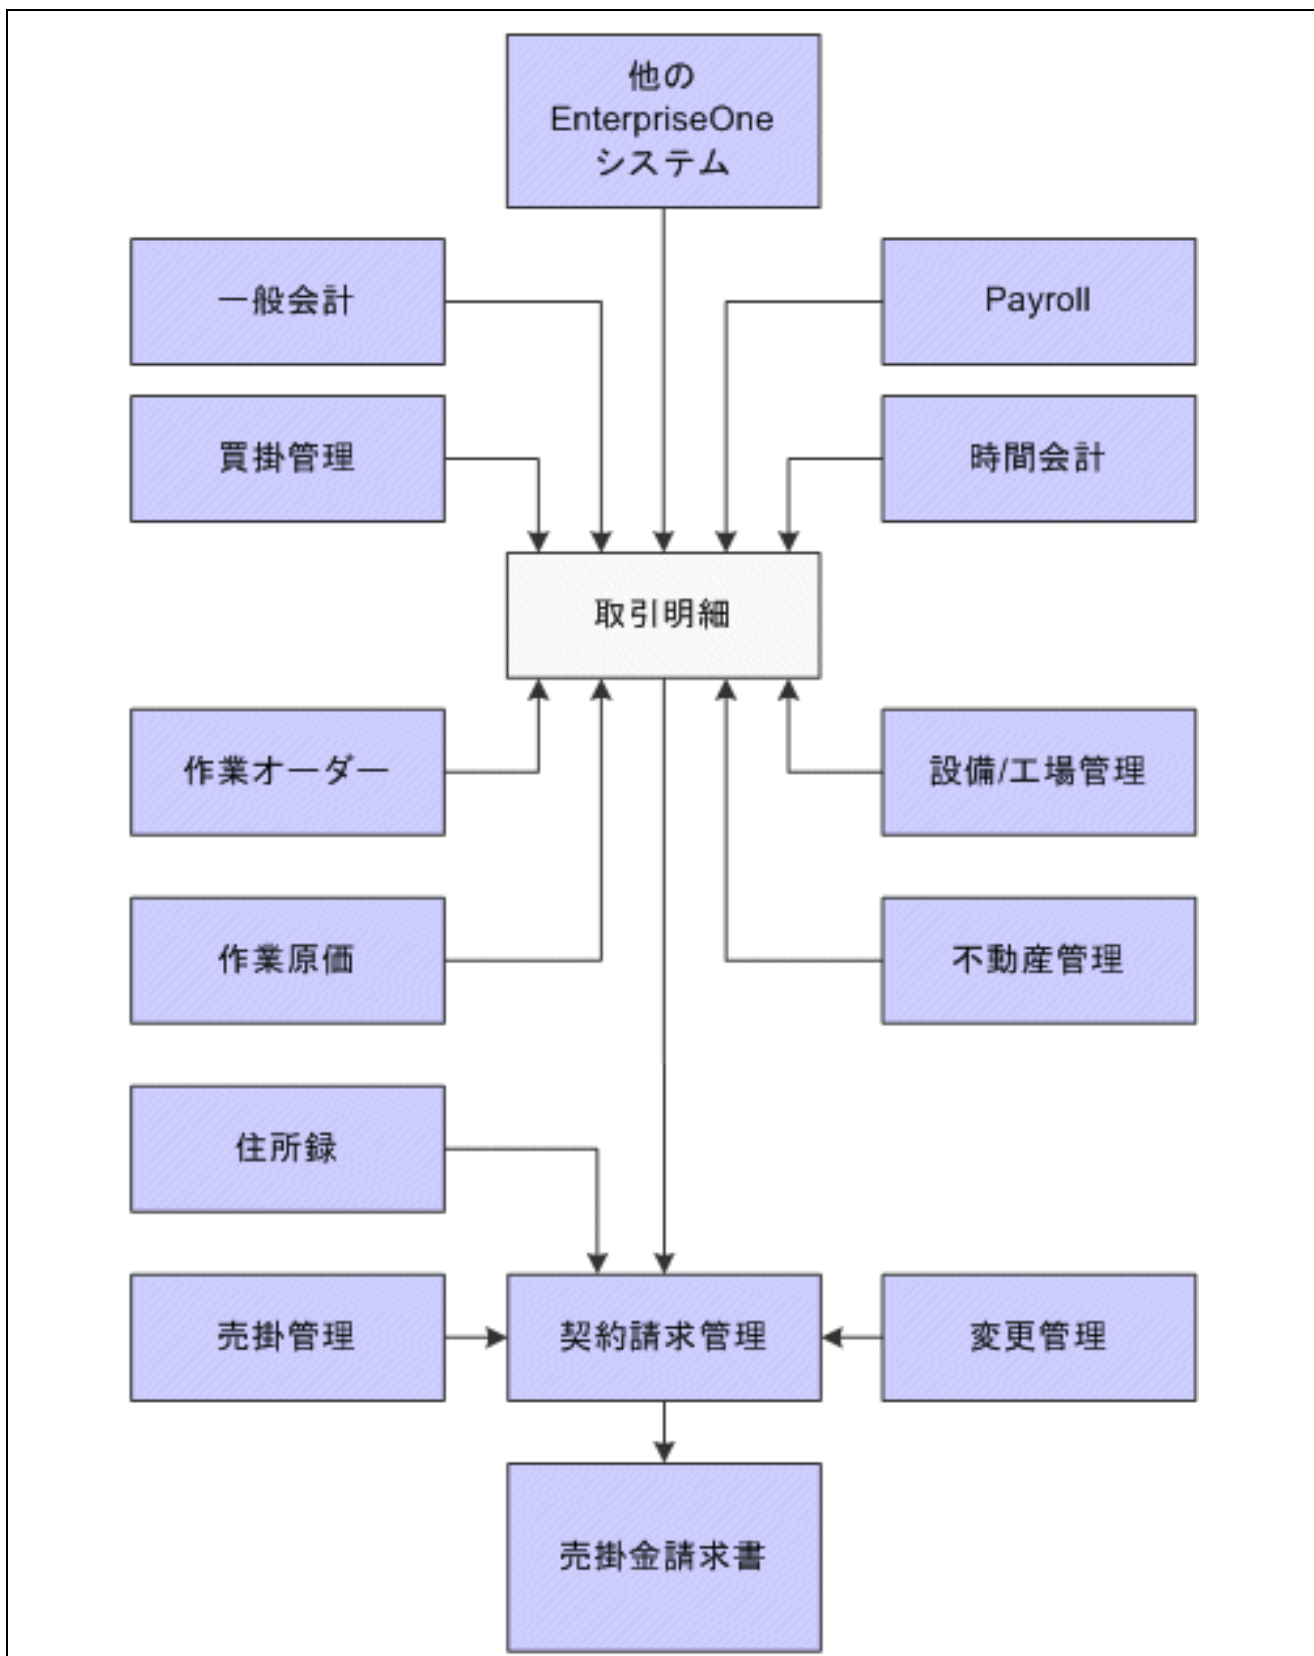 他の
EnterpriseOne
システム
一般会計
Payroll
買掛管理
時間会計
取引明細
作業オーダー
設備/工場管理
作業原価
不動産管理
住所録
売掛管理
契約請求管理
変更管理
売掛金請求書